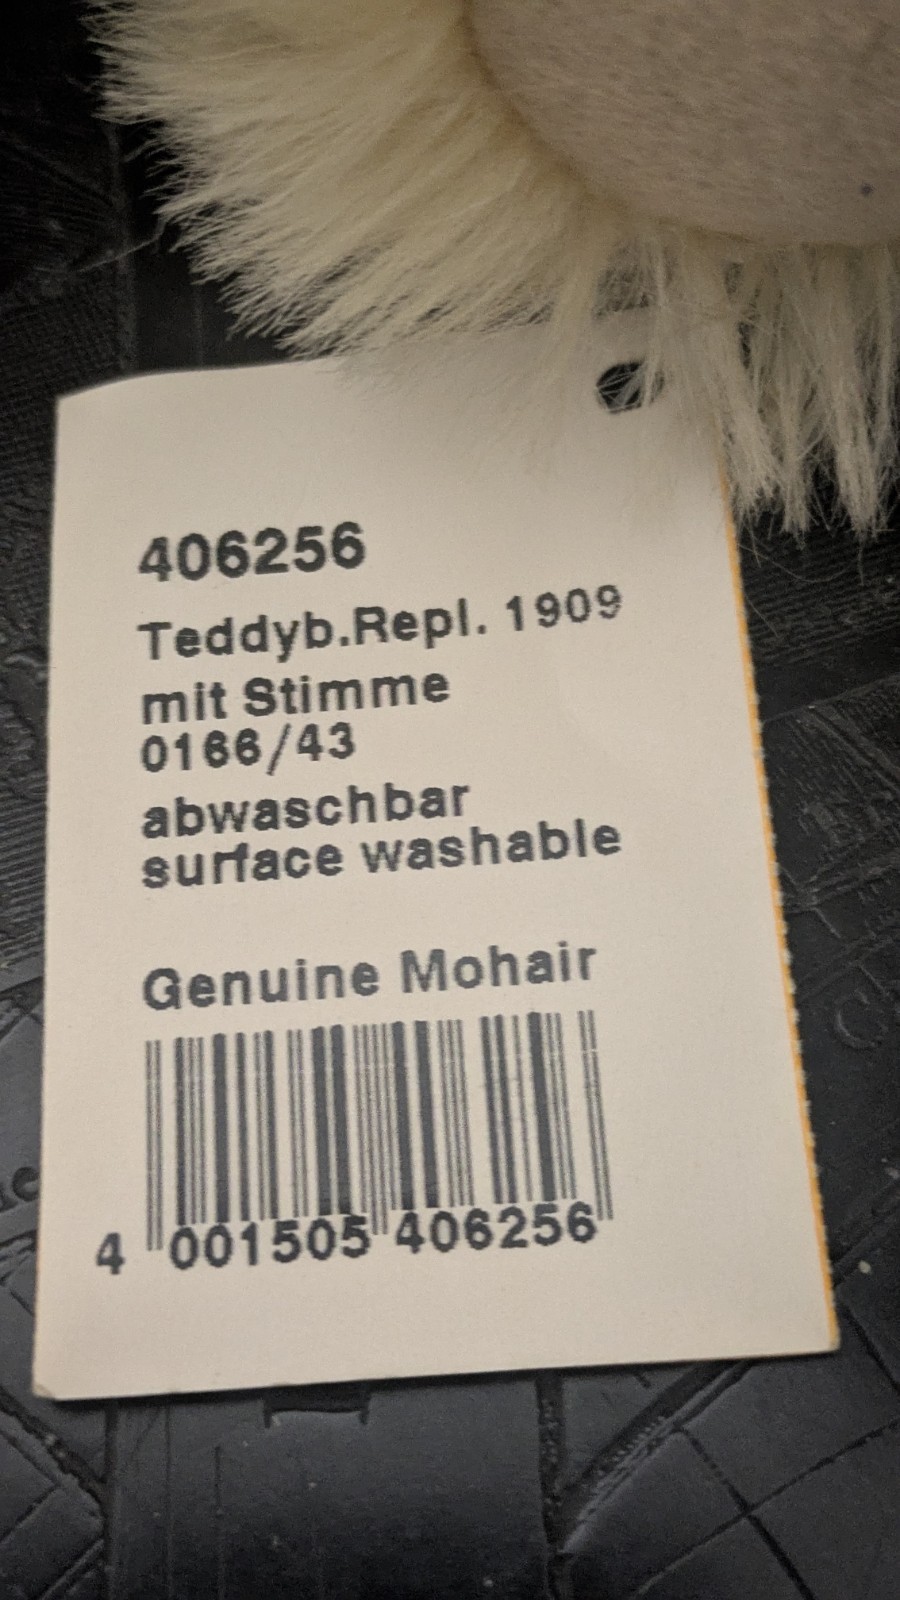 406256
Teddyb.Repl. 1909
mit Stimme
0166/43
abwaschbar
surface washable
Genuine Mohair
4 001505 406256